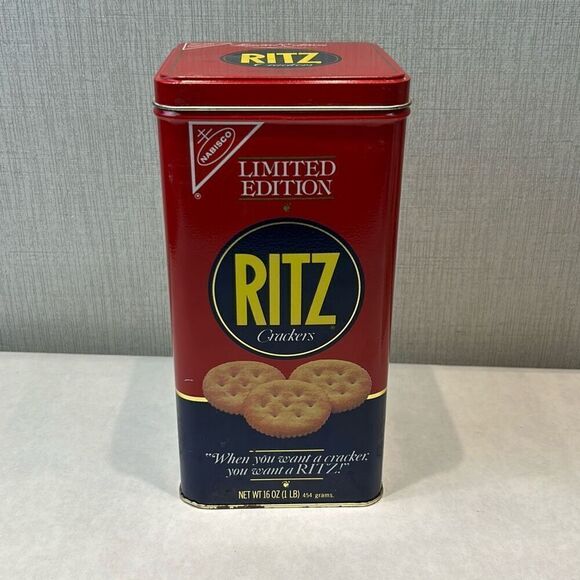 RITZ
Crackers
NABISCO
®
LIMITED
EDITION
RITZ
Crackers
"When you want a cracker,
you want a RITZ!"
NET WT 16 OZ (1 LB) 454 grams.